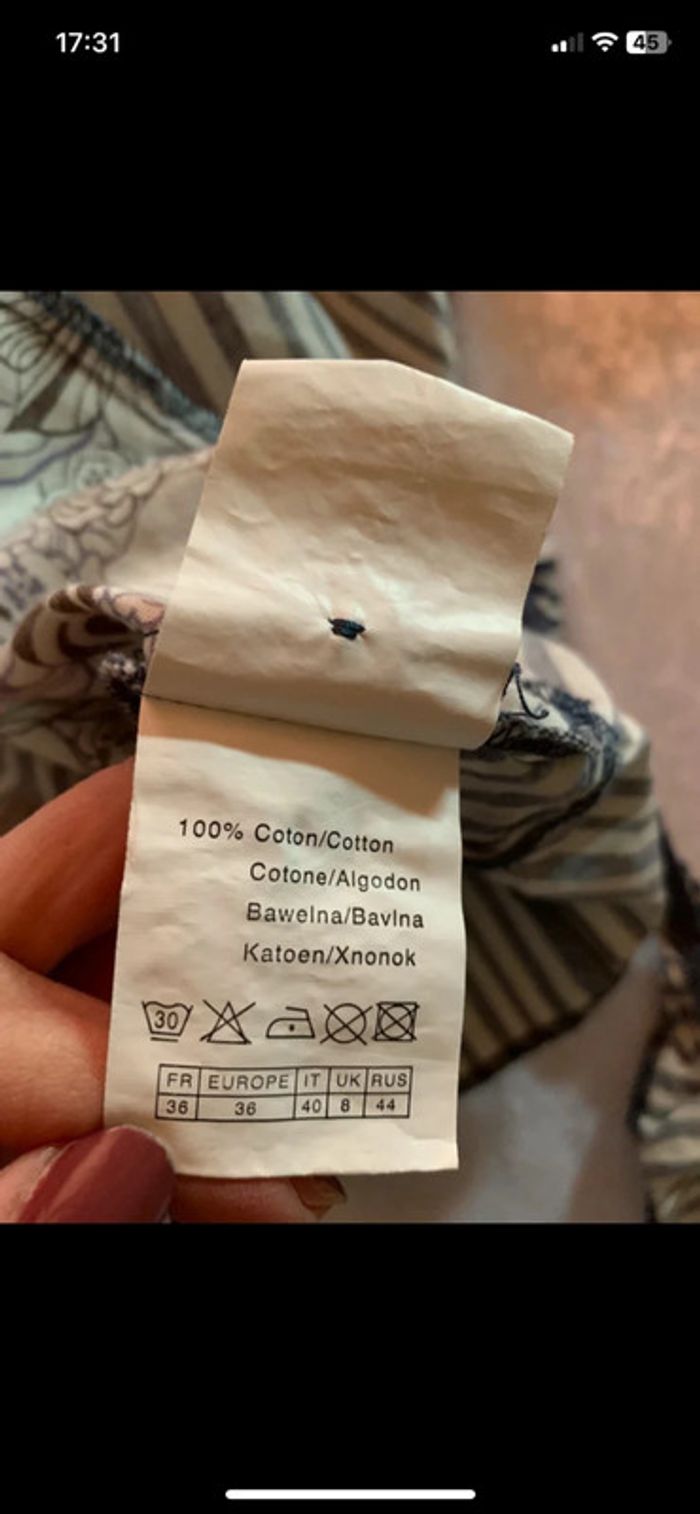 17:31
45
100% Coton/Cotton
Cotone/Algodon
Bawelna/Bavlna
Katoen/Xnonok
30
FR EUROPE IT UK RUS
36 36 40 8 44